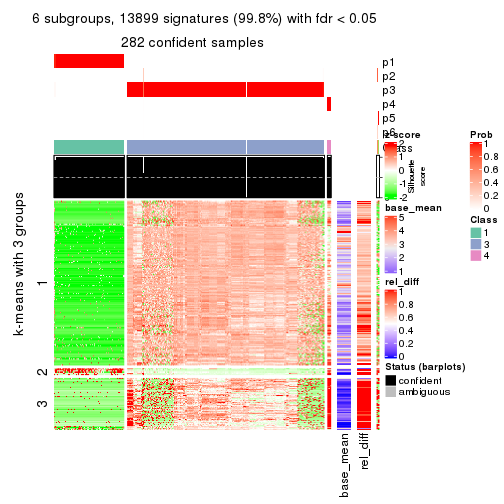 6 subgroups, 13899 signatures (99.8%) with fdr < 0.05
282 confident samples
p1
p2
p3
p4
p5
p6
Class
z-score
2
1
0
-1
-2
Silhouette
score
Prob
1
0.8
0.6
0.4
0.2
0
base_mean
5
4
3
2
1
Class
1
3
4
rel_diff
1
0.8
0.6
0.4
0.2
0
Status (barplots)
confident
ambiguous
k-means with 3 groups
1
2
3
base_mean
rel_diff